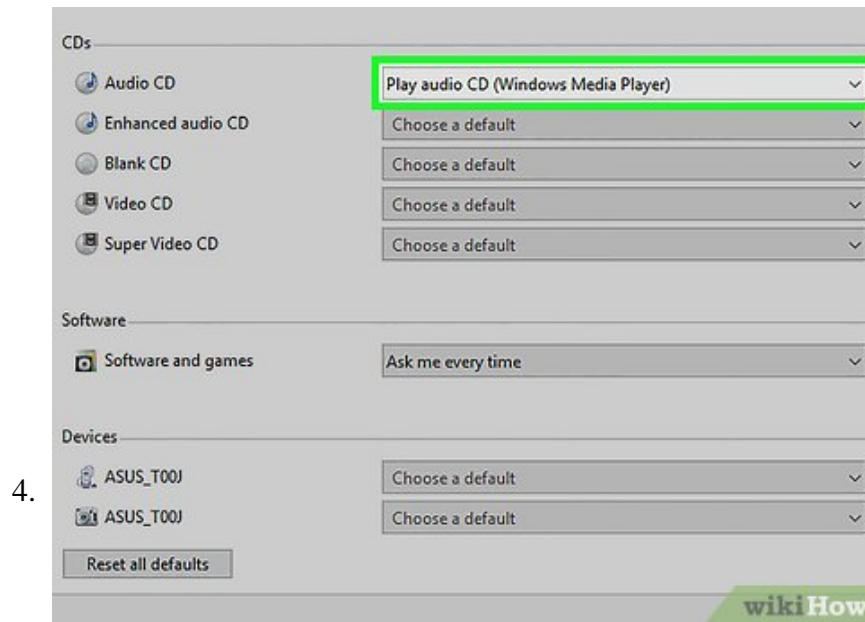 CDs
Audio CD Play audio CD (Windows Media Player)
Enhanced audio CD Choose a default
Blank CD Choose a default
Video CD Choose a default
Super Video CD Choose a default
Software
Software and games Ask me every time
Devices
4.
ASUS_T00J Choose a default
ASUS_T00J Choose a default
Reset all defaults
wikiHow